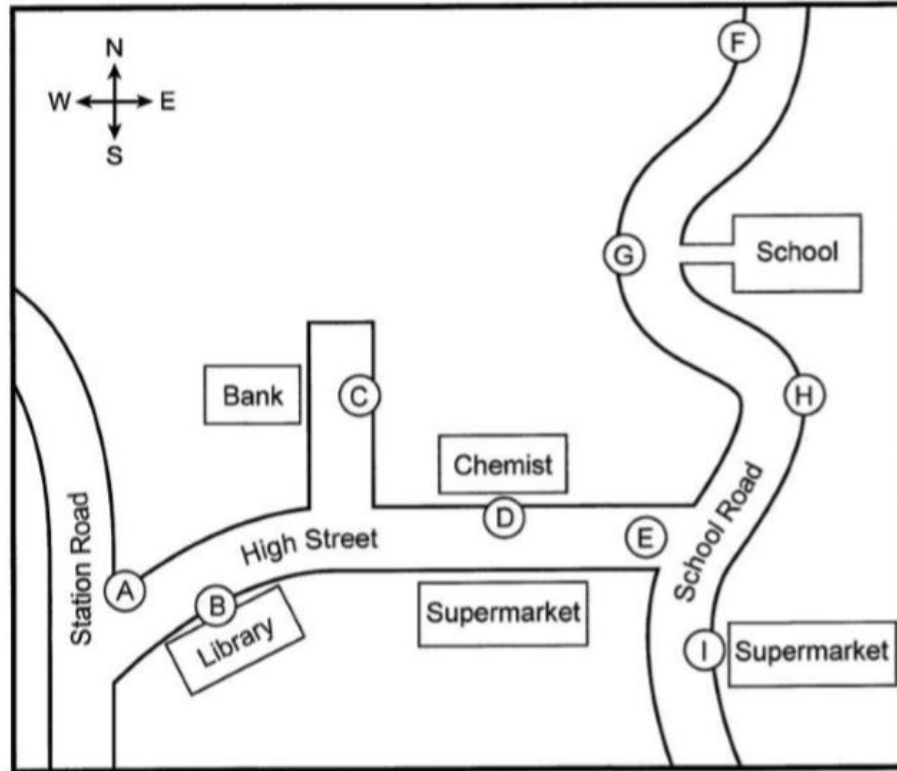 N
W E
S
F
G
School
H
Bank
C
Chemist
D
E
High Street
School Road
Station Road
A
B
Library
Supermarket
I
Supermarket